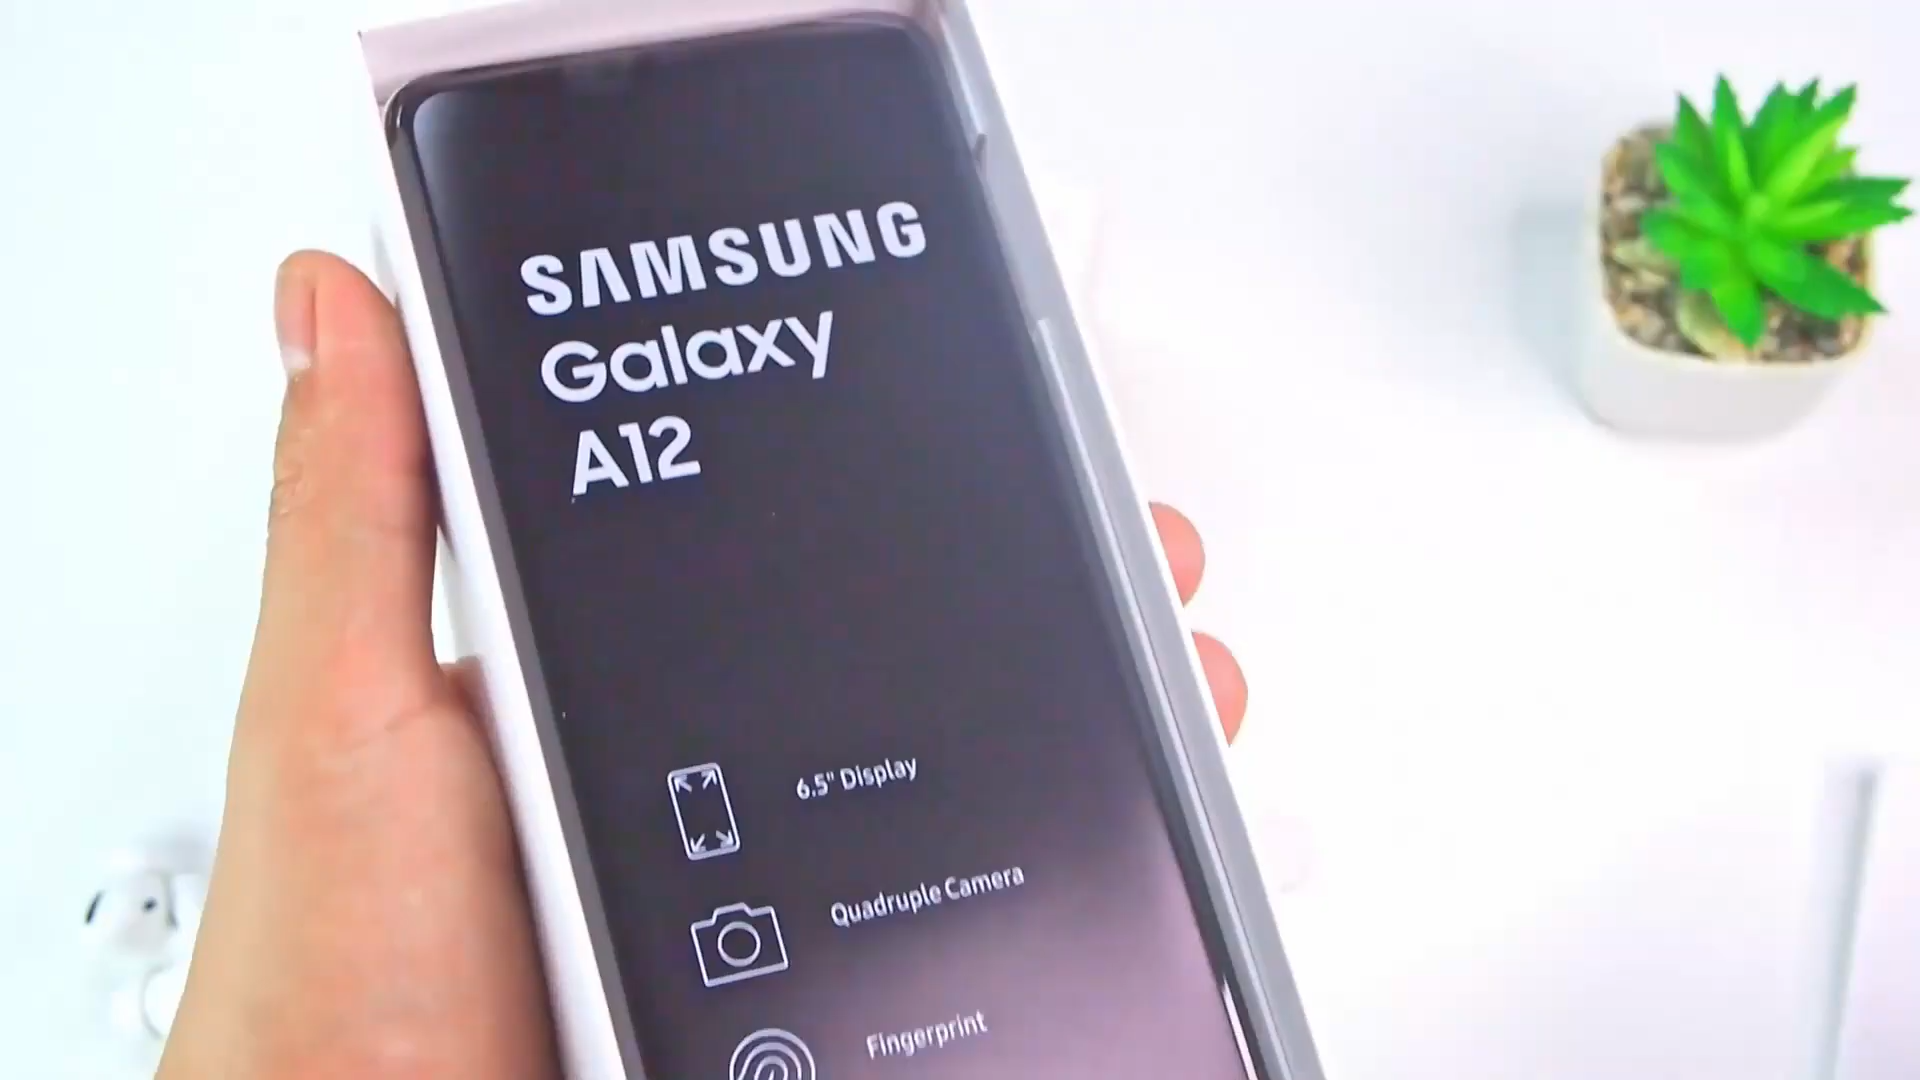 SAMSUNG
Galaxy
A12
6.5" Display
Quadruple Camera
Fingerprint